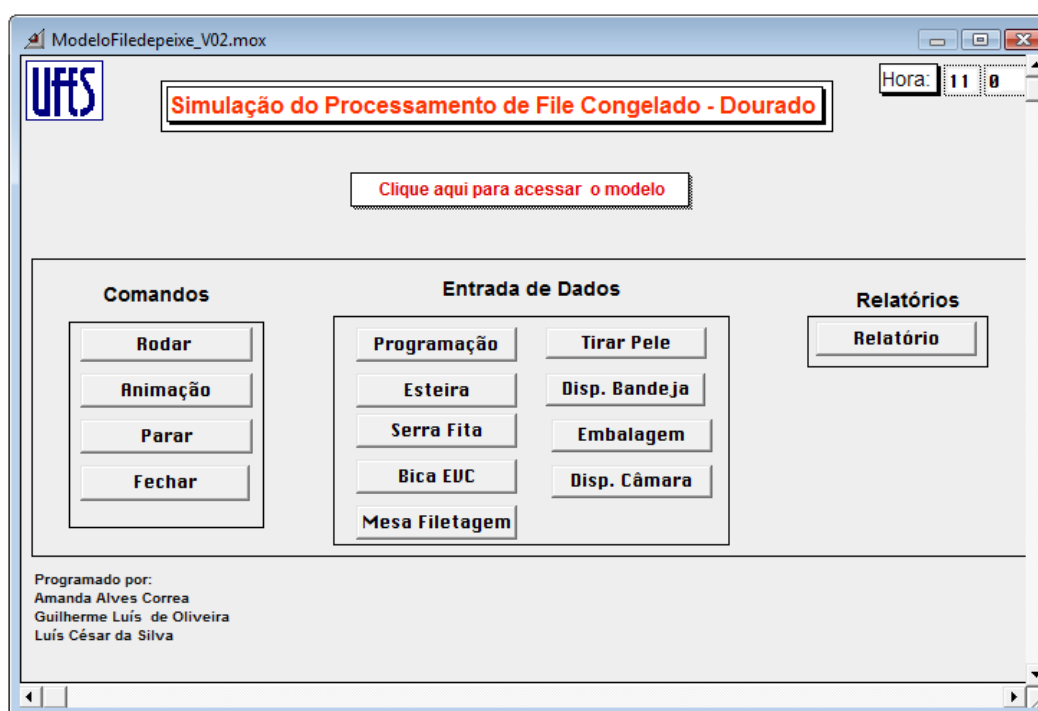 ModeloFiledepeixe_V02.mox
UFFS
Simulação do Processamento de File Congelado - Dourado
Hora: 11 0
Clique aqui para acessar o modelo
Comandos
Rodar
Animação
Parar
Fechar
Entrada de Dados
Programação
Esteira
Serra Fita
Bica EVC
Mesa Filetagem
Tirar Pele
Disp. Bandeja
Embalagem
Disp. Câmara
Relatórios
Relatório
Programado por:
Amanda Alves Correa
Guilherme Luís de Oliveira
Luís César da Silva